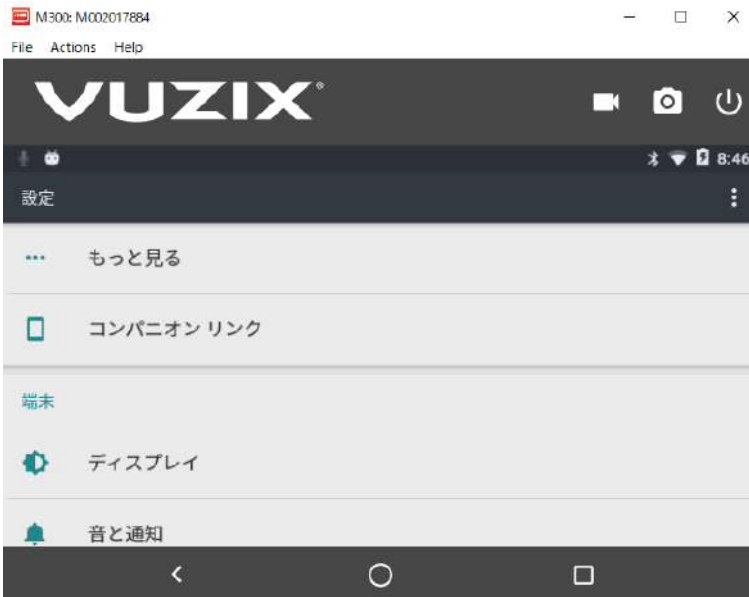 M300: M002017884
File Actions Help
VUZIX®
8:46
設定
もっと見る
コンパニオン リンク
端末
ディスプレイ
音と通知